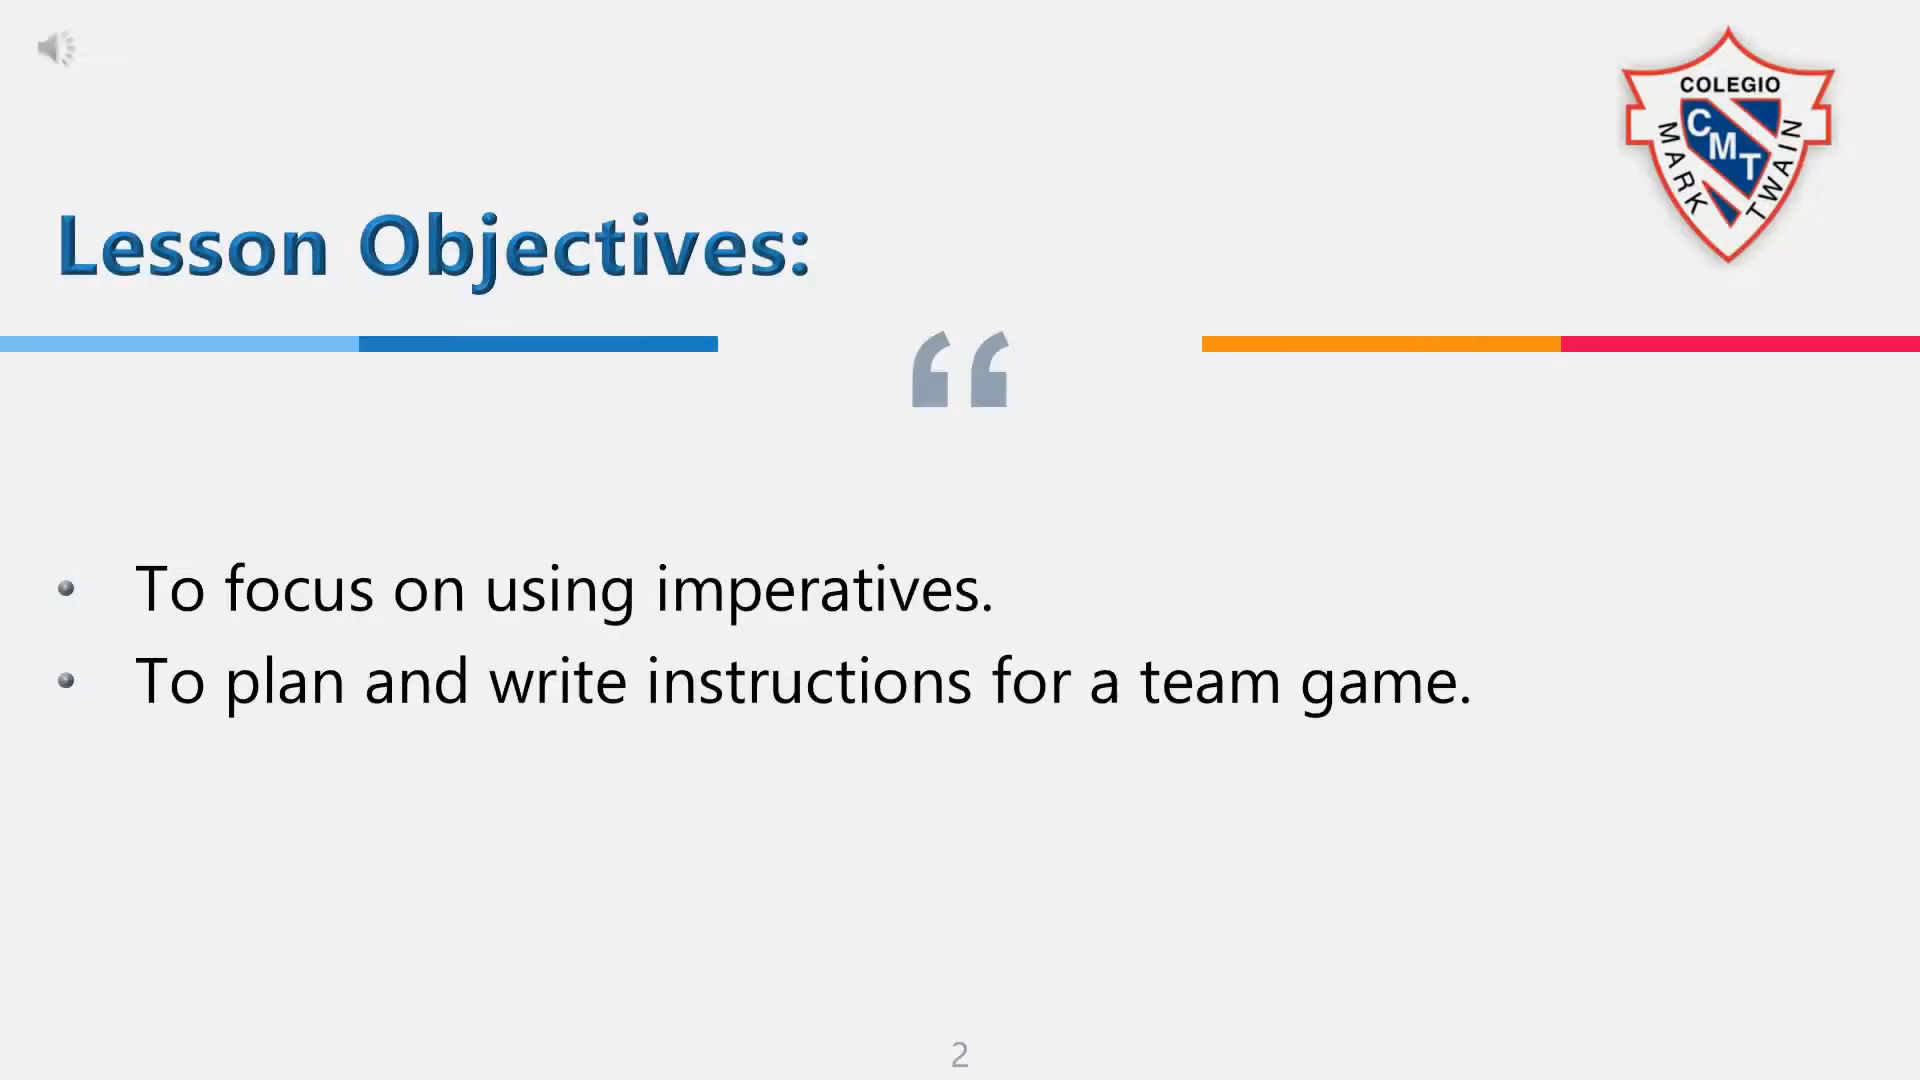 COLEGIO
CMT
MARK TWAIN
Lesson Objectives:
“
• To focus on using imperatives.
• To plan and write instructions for a team game.
2